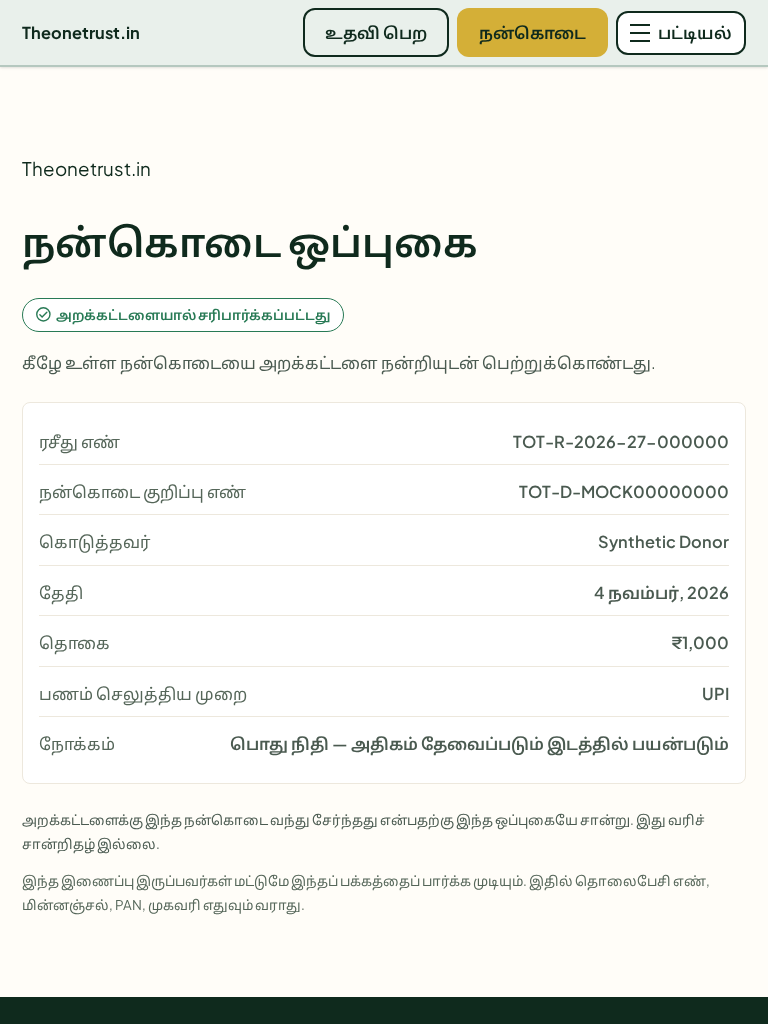 Theonetrust.in
உதவி பெற
நன்கொடை
பட்டியல்
Theonetrust.in
நன்கொடை ஒப்புகை
அறக்கட்டளையால் சரிபார்க்கப்பட்டது
கீழே உள்ள நன்கொடையை அறக்கட்டளை நன்றியுடன் பெற்றுக்கொண்டது.
ரசீது எண் TOT-R-2026-27-000000
நன்கொடை குறிப்பு எண் TOT-D-MOCK00000000
கொடுத்தவர் Synthetic Donor
தேதி 4 நவம்பர், 2026
தொகை ₹1,000
பணம் செலுத்திய முறை UPI
நோக்கம் பொது நிதி — அதிகம் தேவைப்படும் இடத்தில் பயன்படும்
அறக்கட்டளைக்கு இந்த நன்கொடை வந்து சேர்ந்தது என்பதற்கு இந்த ஒப்புகையே சான்று. இது வரிச்
சான்றிதழ் இல்லை.
இந்த இணைப்பு இருப்பவர்கள் மட்டுமே இந்தப் பக்கத்தைப் பார்க்க முடியும். இதில் தொலைபேசி எண்,
மின்னஞ்சல், PAN, முகவரி எதுவும் வராது.